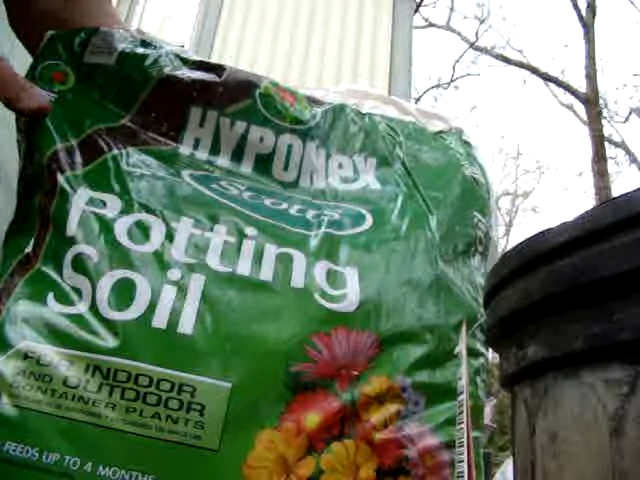 HYPONeX
Scotts
Potting
Soil
FOR INDOOR
AND OUTDOOR
CONTAINER PLANTS
FEEDS UP TO 4 MONTHS